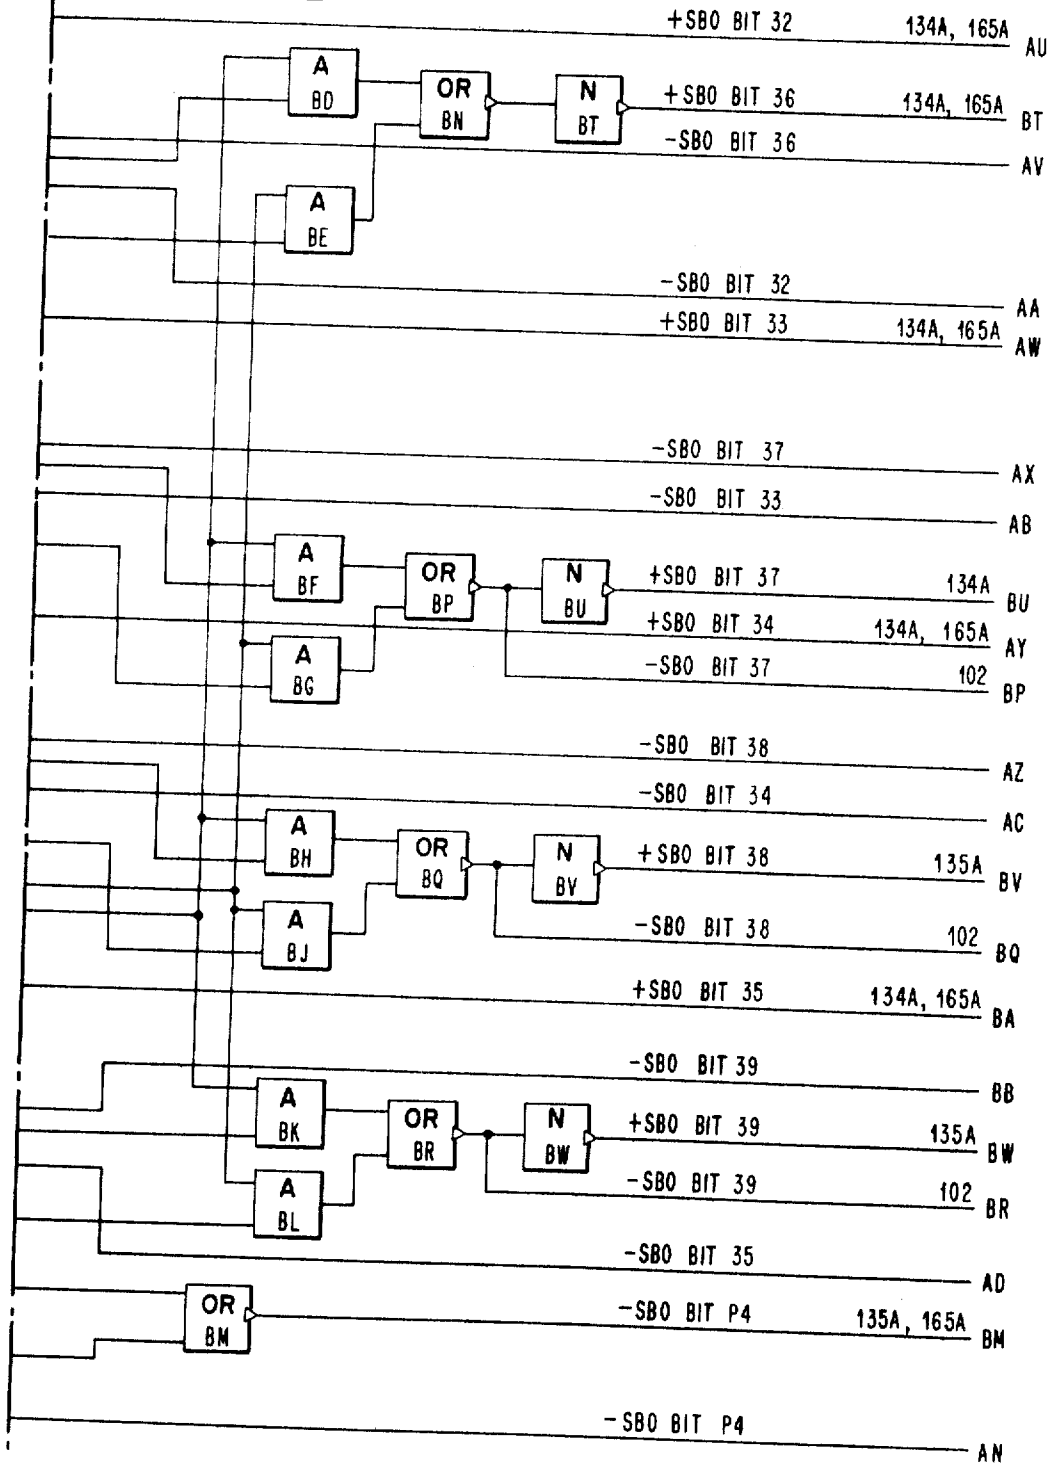 +SBO BIT 32 134A, 165A AU
A
BD
OR
BN
N
BT
+SBO BIT 36 134A, 165A BT
-SBO BIT 36 AV
A
BE
-SBO BIT 32 AA
+SBO BIT 33 134A, 165A AW
-SBO BIT 37 AX
-SBO BIT 33 AB
A
BF
OR
BP
N
BU
+SBO BIT 37 134A BU
+SBO BIT 34 134A, 165A AY
A
BG
-SBO BIT 37 102 BP
-SBO BIT 38 AZ
-SBO BIT 34 AC
A
BH
OR
BQ
N
BV
+SBO BIT 38 135A BV
A
BJ
-SBO BIT 38 102 BQ
+SBO BIT 35 134A, 165A BA
-SBO BIT 39 BB
A
BK
OR
BR
N
BW
+SBO BIT 39 135A BW
A
BL
-SBO BIT 39 102 BR
-SBO BIT 35 AD
OR
BM
-SBO BIT P4 135A, 165A BM
-SBO BIT P4 AN